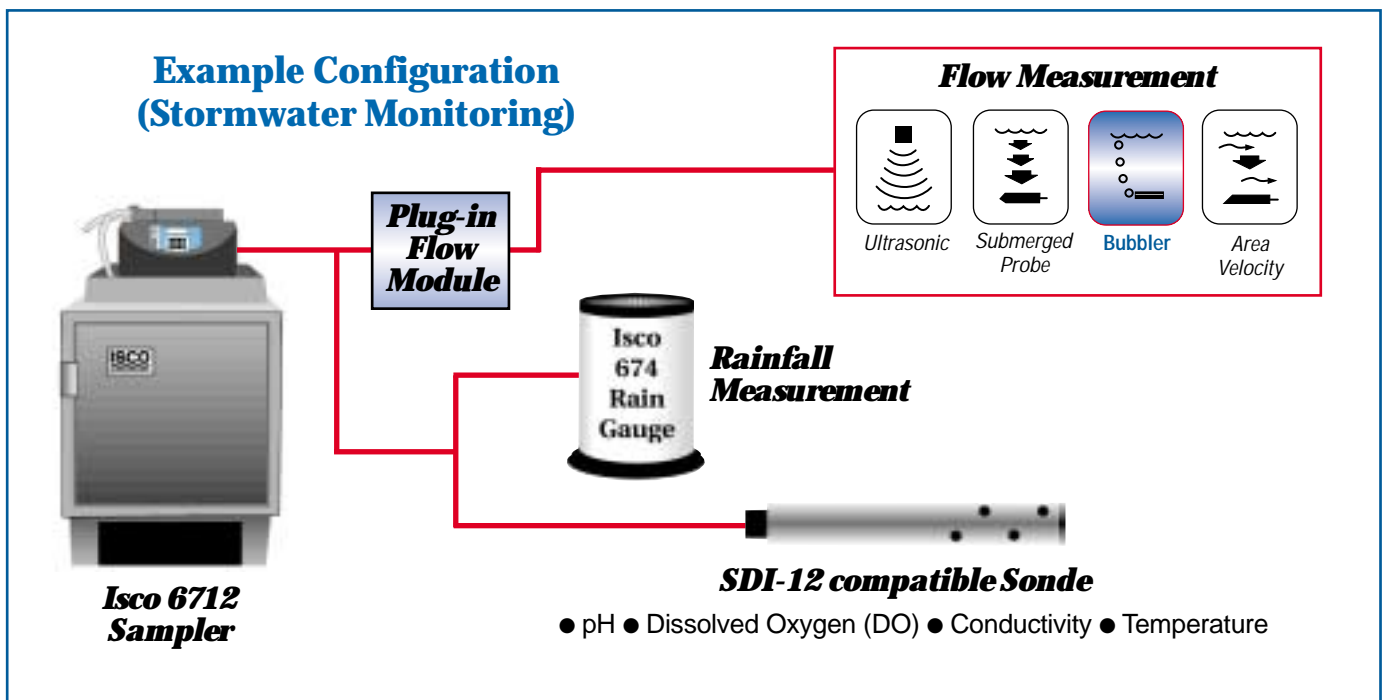 Example Configuration
(Stormwater Monitoring)
Flow Measurement
Ultrasonic
Submerged
Probe
Bubbler
Area
Velocity
Plug-in
Flow
Module
ISCO
Isco
674
Rain
Gauge
Rainfall
Measurement
Isco 6712
Sampler
SDI-12 compatible Sonde
● pH ● Dissolved Oxygen (DO) ● Conductivity ● Temperature